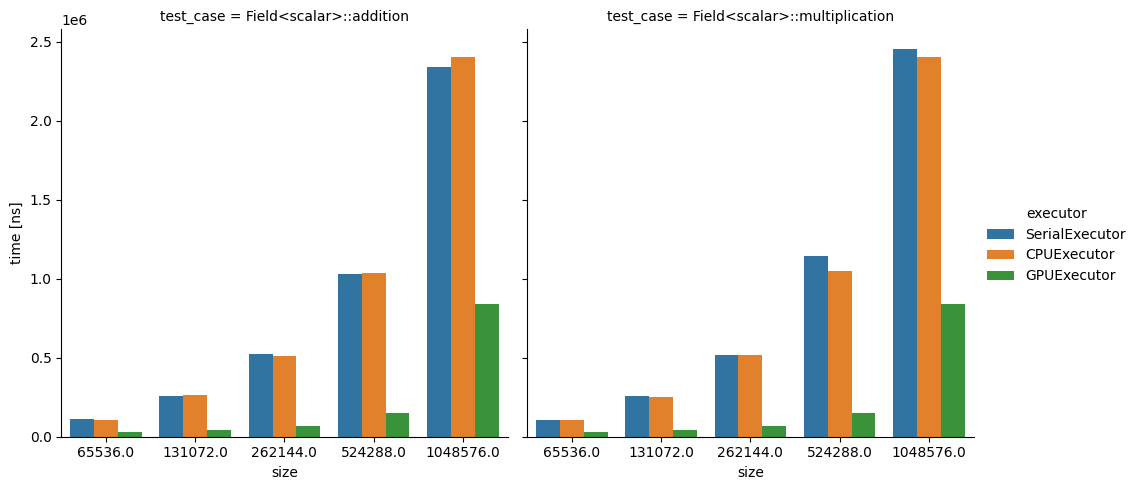 test_case = Field<scalar>::addition
test_case = Field<scalar>::multiplication
1e6
2.5
2.0
1.5
1.0
0.5
0.0
time [ns]
65536.0 131072.0 262144.0 524288.0 1048576.0
size
65536.0 131072.0 262144.0 524288.0 1048576.0
size
executor
SerialExecutor
CPUExecutor
GPUExecutor